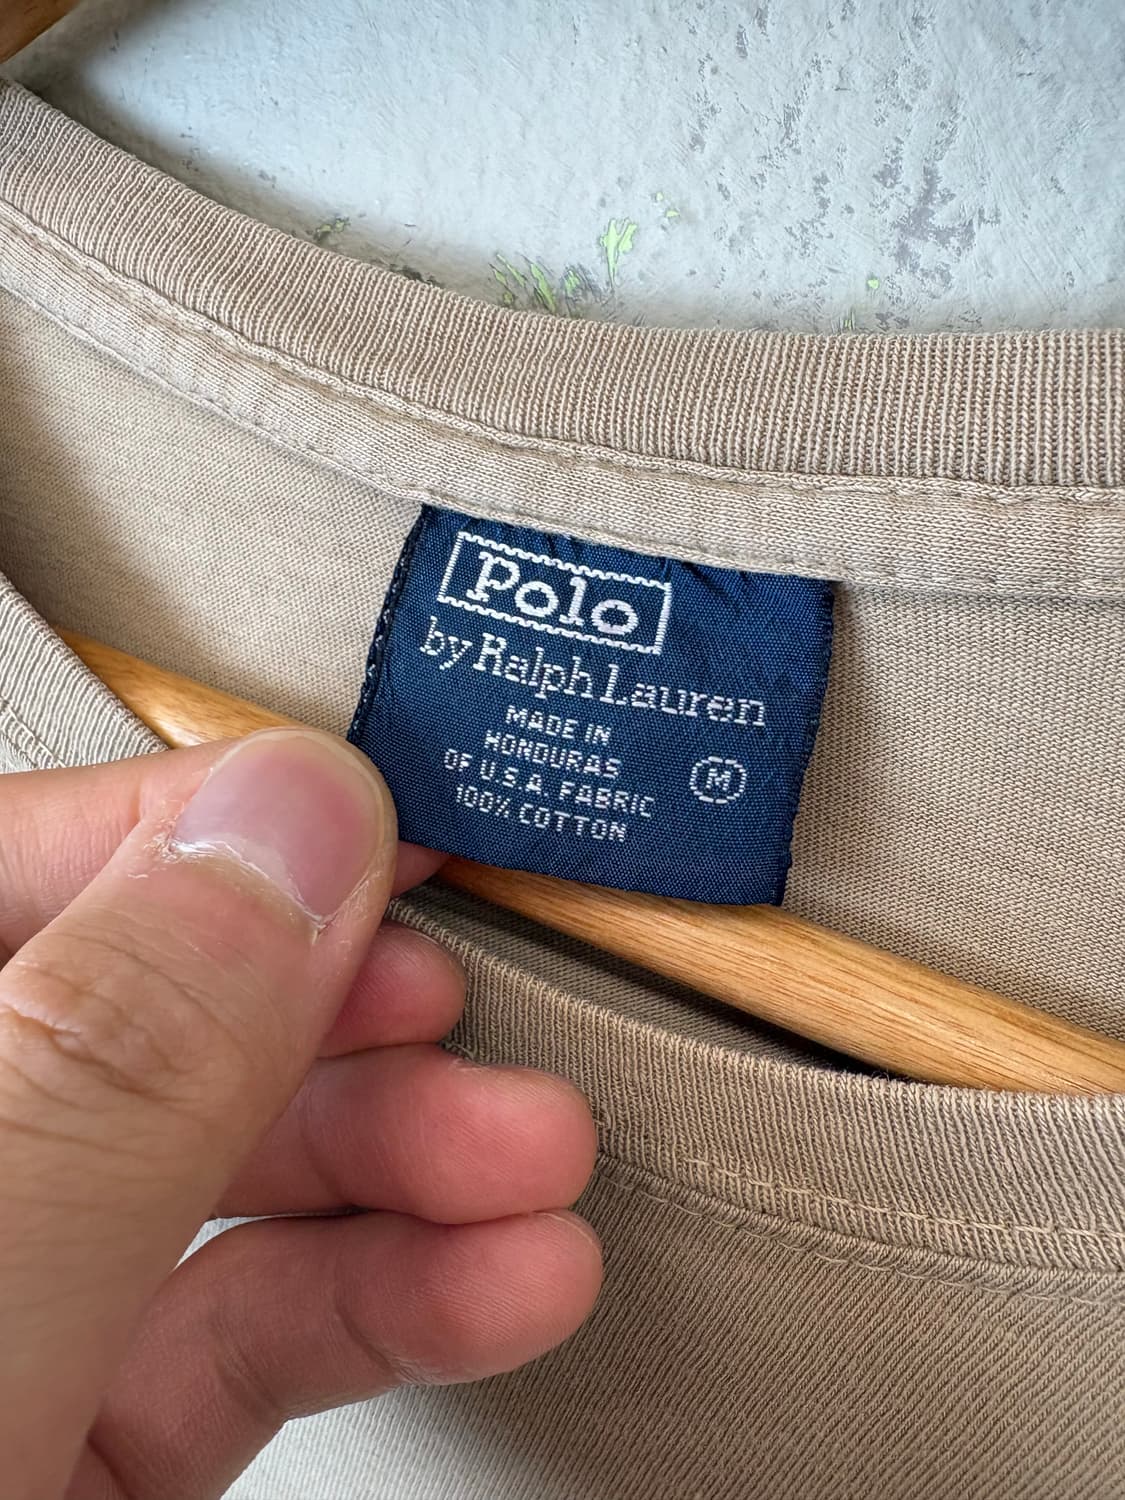 Polo
by Ralph Lauren
MADE IN
HONDURAS
OF U.S.A. FABRIC
100% COTTON
M